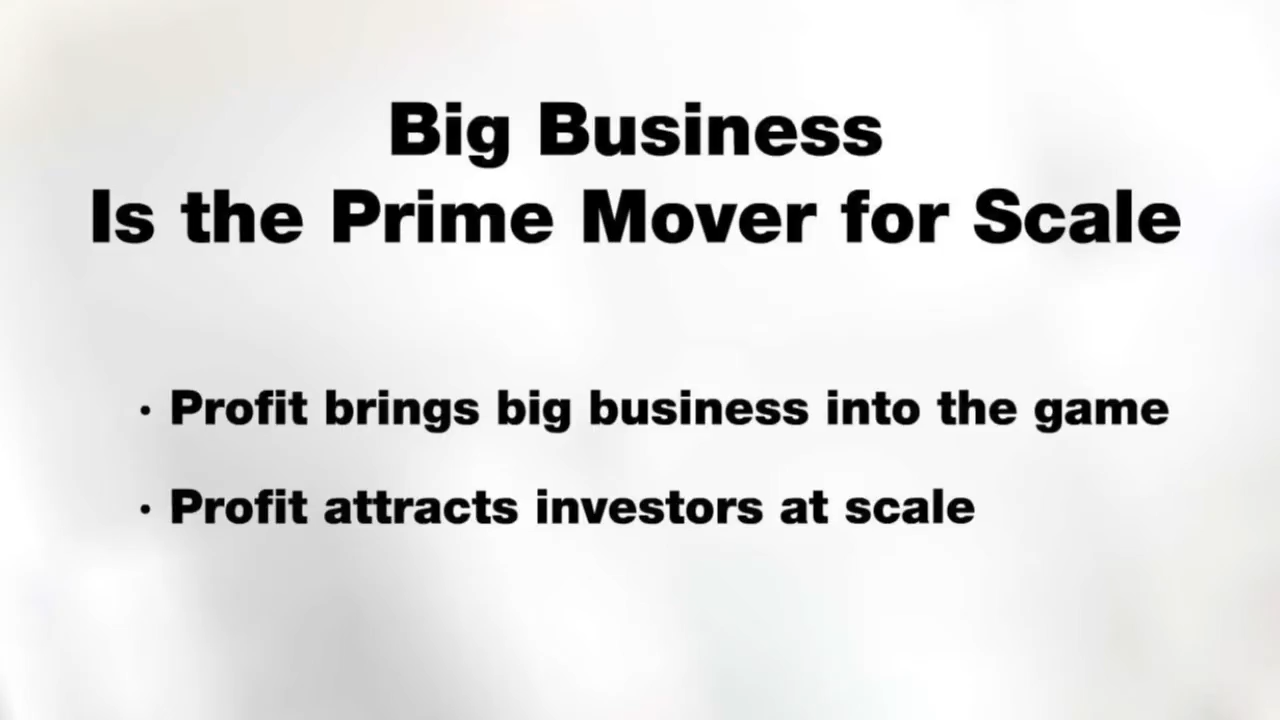 Big Business
Is the Prime Mover for Scale
· Profit brings big business into the game
· Profit attracts investors at scale